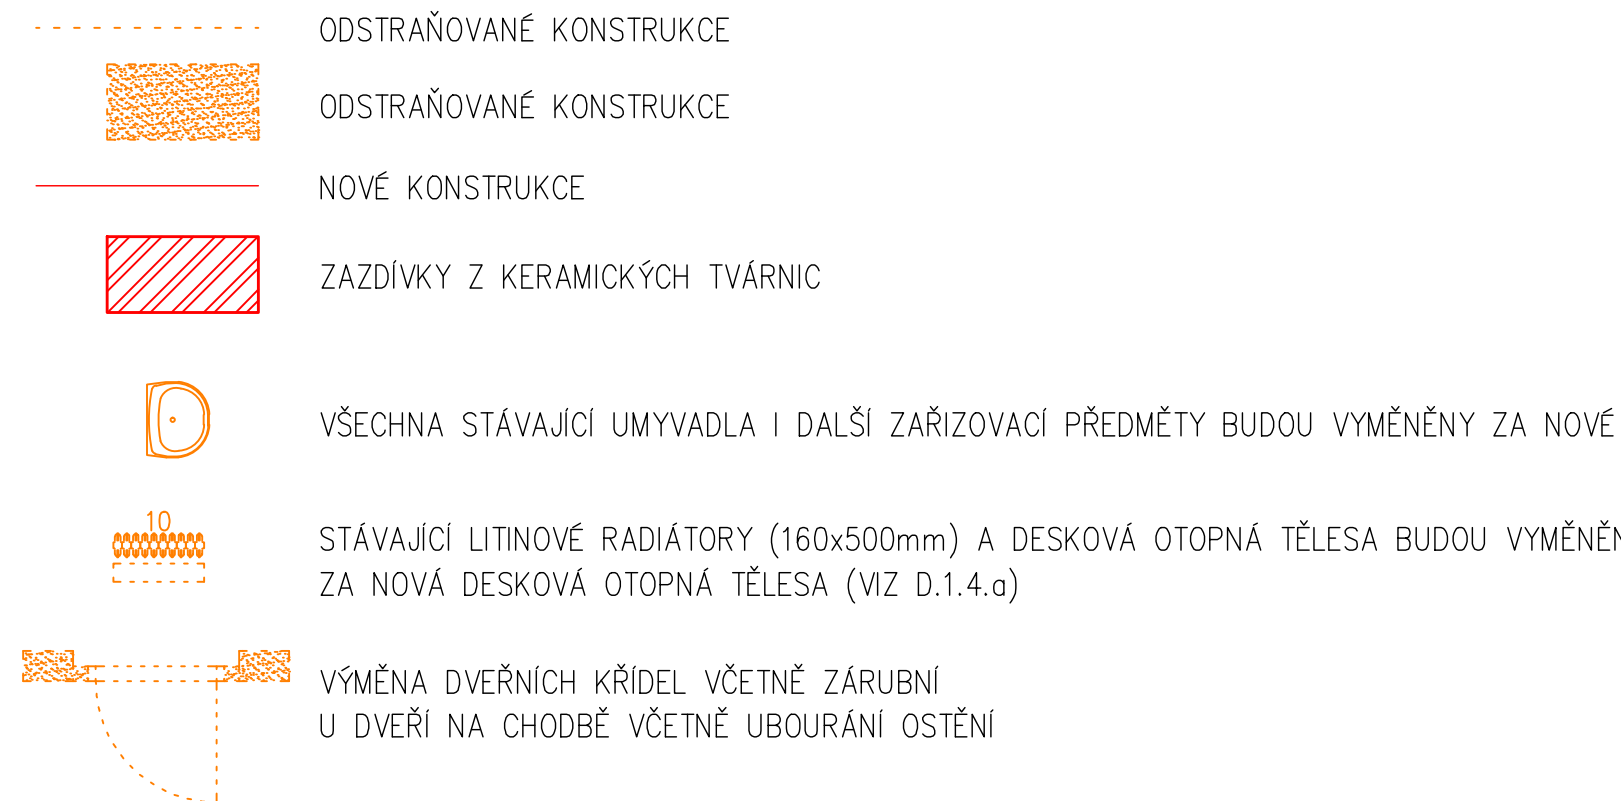 ODSTRAŇOVANÉ KONSTRUKCE
ODSTRAŇOVANÉ KONSTRUKCE
NOVÉ KONSTRUKCE
ZAZDÍVKY Z KERAMICKÝCH TVÁRNIC
VŠECHNA STÁVAJÍCÍ UMYVADLA I DALŠÍ ZAŘIZOVACÍ PŘEDMĚTY BUDOU VYMĚNĚNY ZA NOVÉ
10
STÁVAJÍCÍ LITINOVÉ RADIÁTORY (160x500mm) A DESKOVÁ OTOPNÁ TĚLESA BUDOU
ZA NOVÁ DESKOVÁ OTOPNÁ TĚLESA (VIZ D.1.4.a)
VÝMĚNA DVEŘNÍCH KŘÍDEL VČETNĚ ZÁRUBNÍ
U DVEŘÍ NA CHODBĚ VČETNĚ UBOURÁNÍ OSTĚNÍ